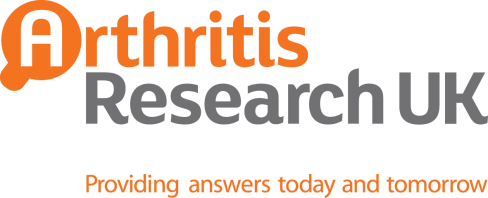 Arthritis
Research UK
Providing answers today and tomorrow